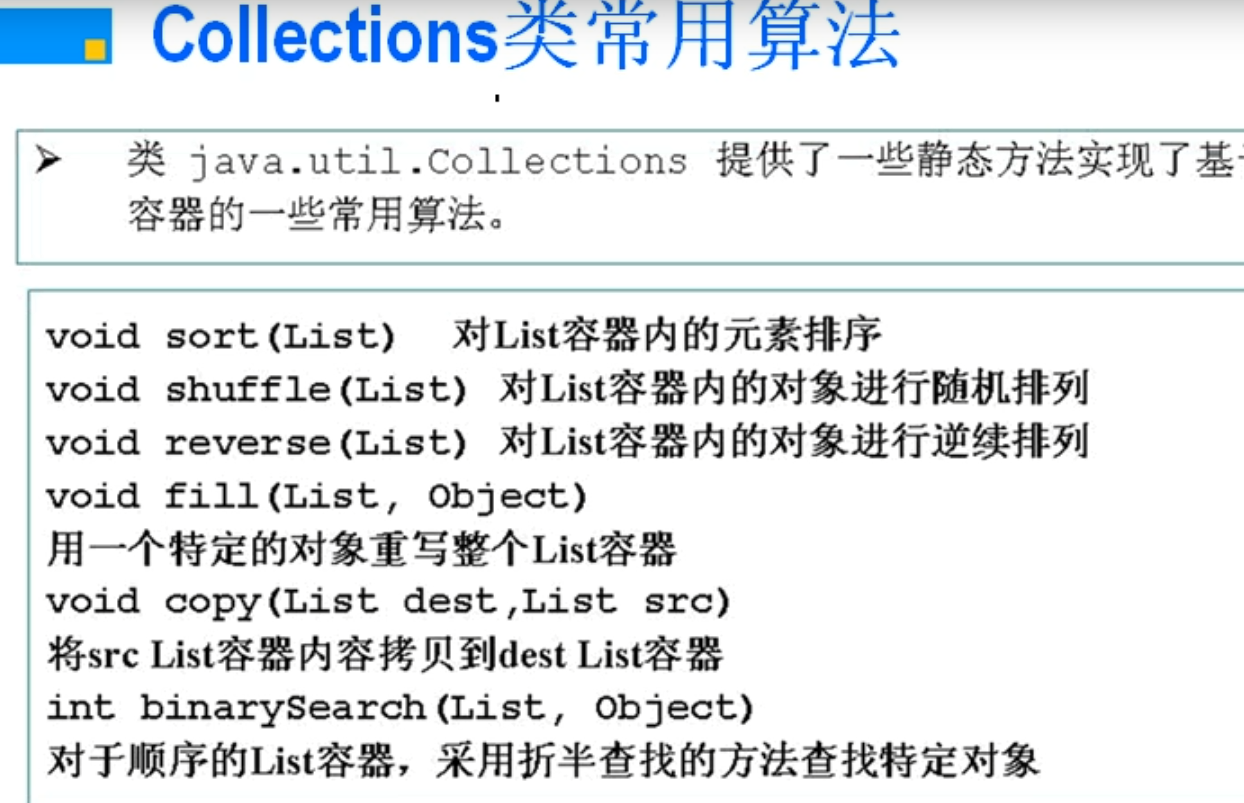 Collections类常用算法
类 java.util.Collections 提供了一些静态方法实现了基
容器的一些常用算法。
void sort(List) 对List容器内的元素排序
void shuffle(List) 对List容器内的对象进行随机排列
void reverse(List) 对List容器内的对象进行逆续排列
void fill(List, Object)
用一个特定的对象重写整个List容器
void copy(List dest,List src)
将src List容器内容拷贝到dest List容器
int binarySearch(List, Object)
对于顺序的List容器，采用折半查找的方法查找特定对象